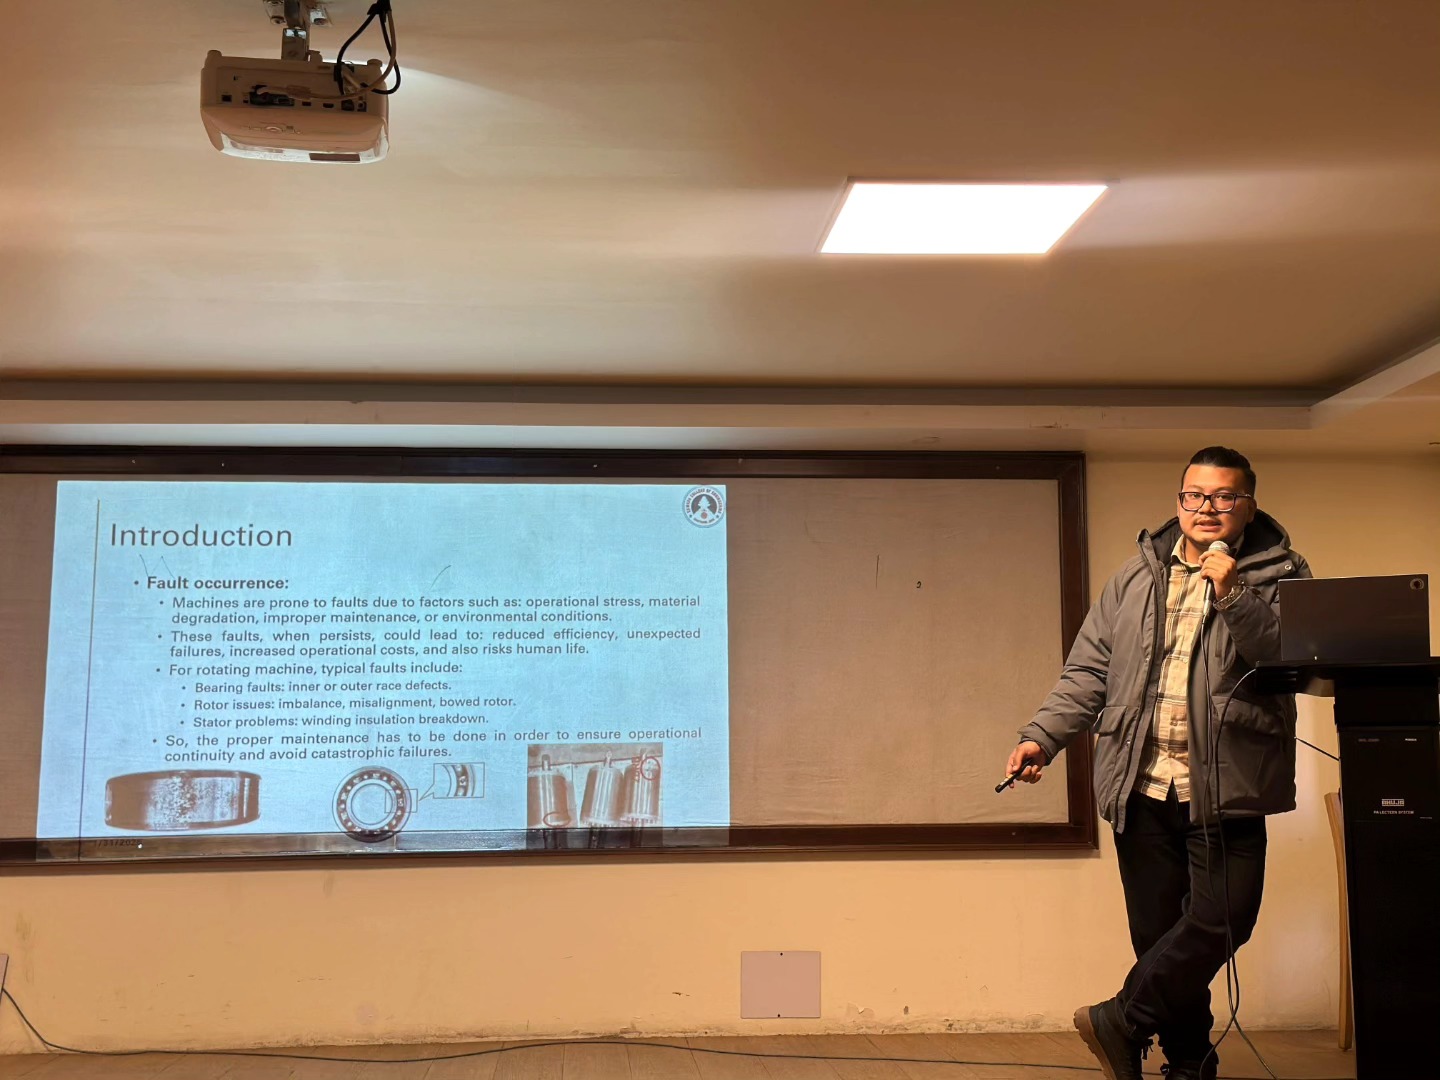 Introduction
• Fault occurrence:
• Machines are prone to faults due to factors such as: operational stress, material
degradation, improper maintenance, or environmental conditions.
• These faults, when persists, could lead to: reduced efficiency, unexpected
failures, increased operational costs, and also risks human life.
• For rotating machine, typical faults include:
• Bearing faults: inner or outer race defects.
• Rotor issues: imbalance, misalignment, bowed rotor.
• Stator problems: winding insulation breakdown.
• So, the proper maintenance has to be done in order to ensure operational
continuity and avoid catastrophic failures.
AHUJA
PA LECTERN SYSTEM